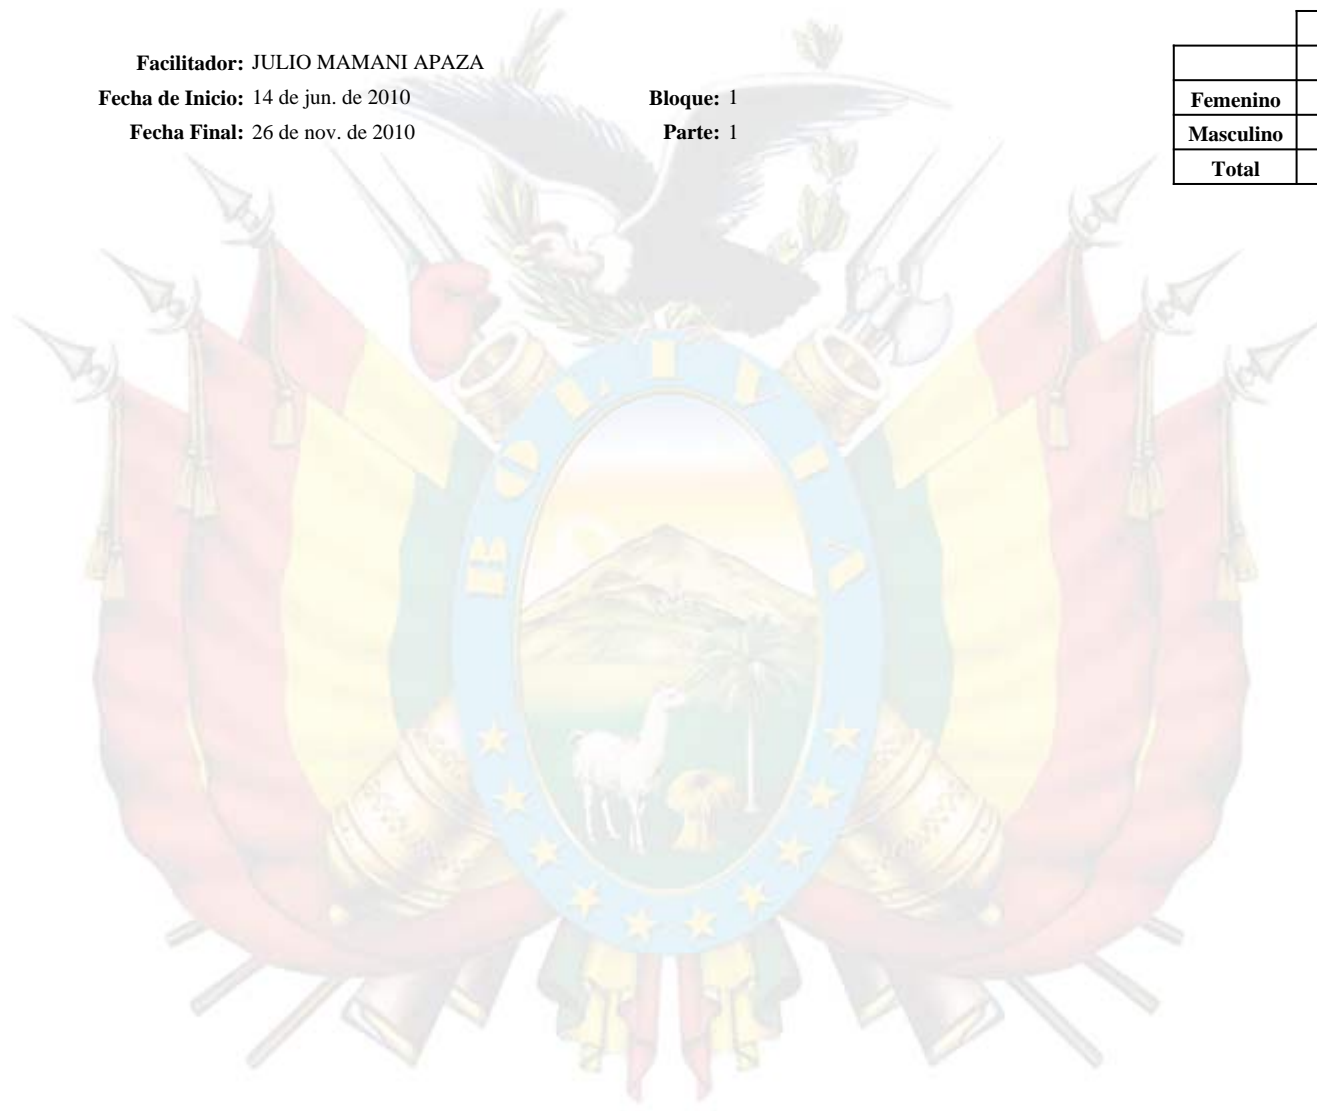 Facilitador: JULIO MAMANI APAZA
Fecha de Inicio: 14 de jun. de 2010 Bloque: 1
Fecha Final: 26 de nov. de 2010 Parte: 1
Femenino
Masculino
Total
BOLIVIA